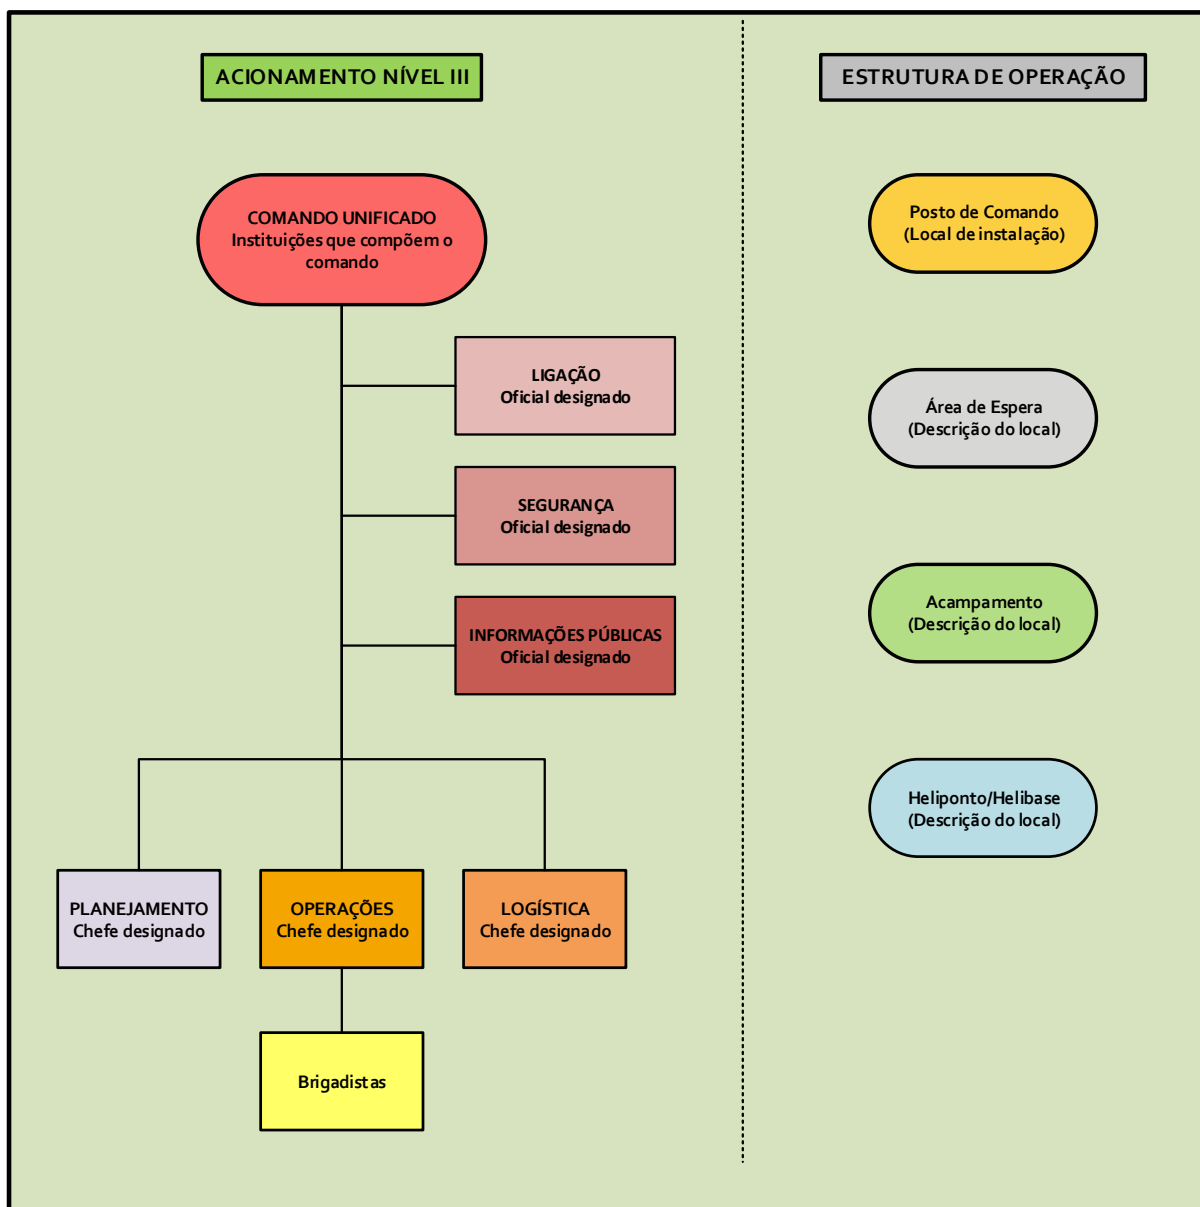 ACIONAMENTO NÍVEL III
COMANDO UNIFICADO
Instituições que compõem o
comando
LIGAÇÃO
Oficial designado
SEGURANÇA
Oficial designado
INFORMAÇÕES PÚBLICAS
Oficial designado
PLANEJAMENTO
Chefe designado
OPERAÇÕES
Chefe designado
LOGÍSTICA
Chefe designado
Brigadistas
ESTRUTURA DE OPERAÇÃO
Posto de Comando
(Local de instalação)
Área de Espera
(Descrição do local)
Acampamento
(Descrição do local)
Heliponto/Helibase
(Descrição do local)